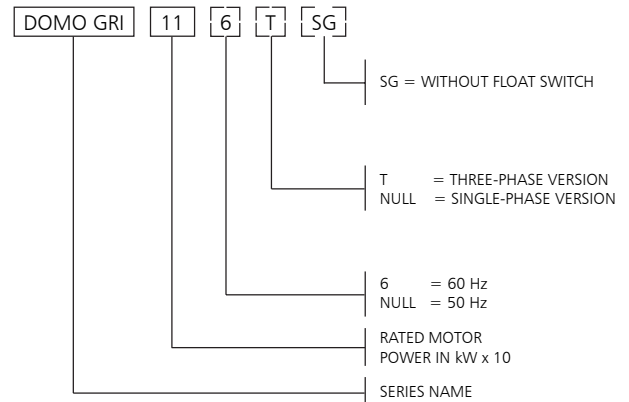 DOMO GRI 11 6 T SG
SG = WITHOUT FLOAT SWITCH
T = THREE-PHASE VERSION
NULL = SINGLE-PHASE VERSION
6 = 60 Hz
NULL = 50 Hz
RATED MOTOR
POWER IN kW x 10
SERIES NAME